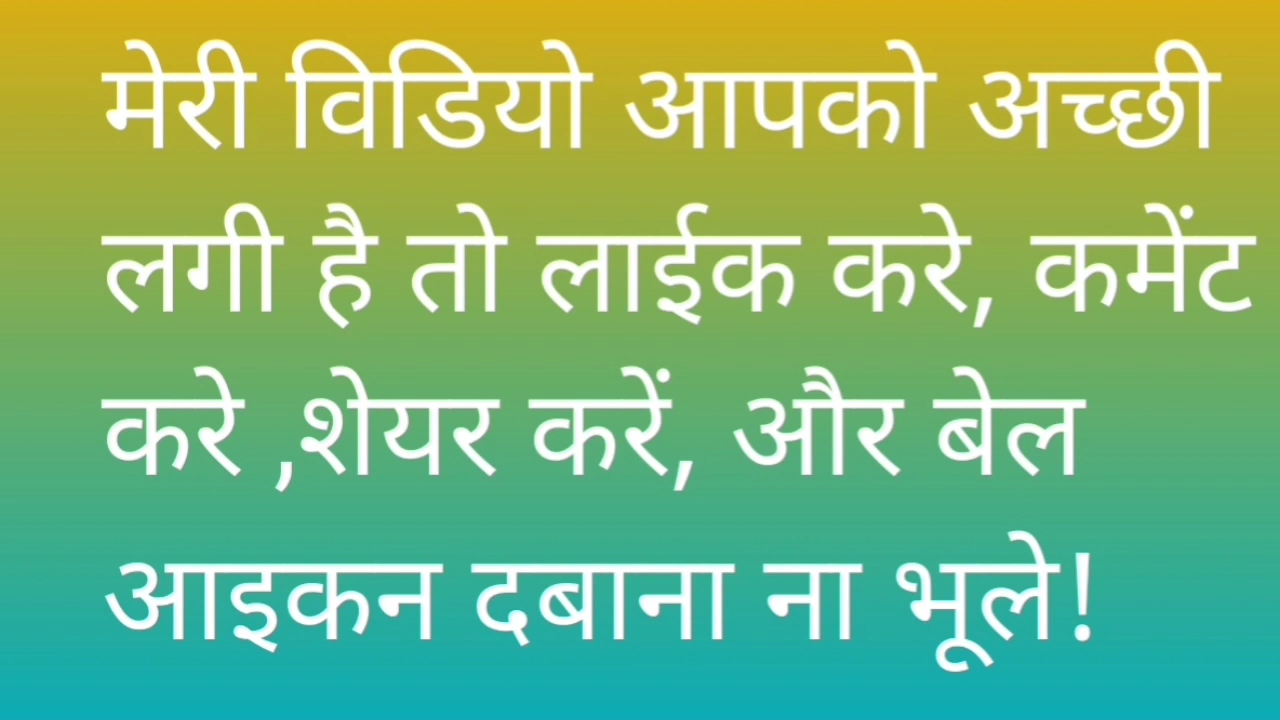 मेरी विडियो आपको अच्छी
लगी है तो लाईक करे, कमेंट
करे ,शेयर करें, और बेल
आइकन दबाना ना भूले!